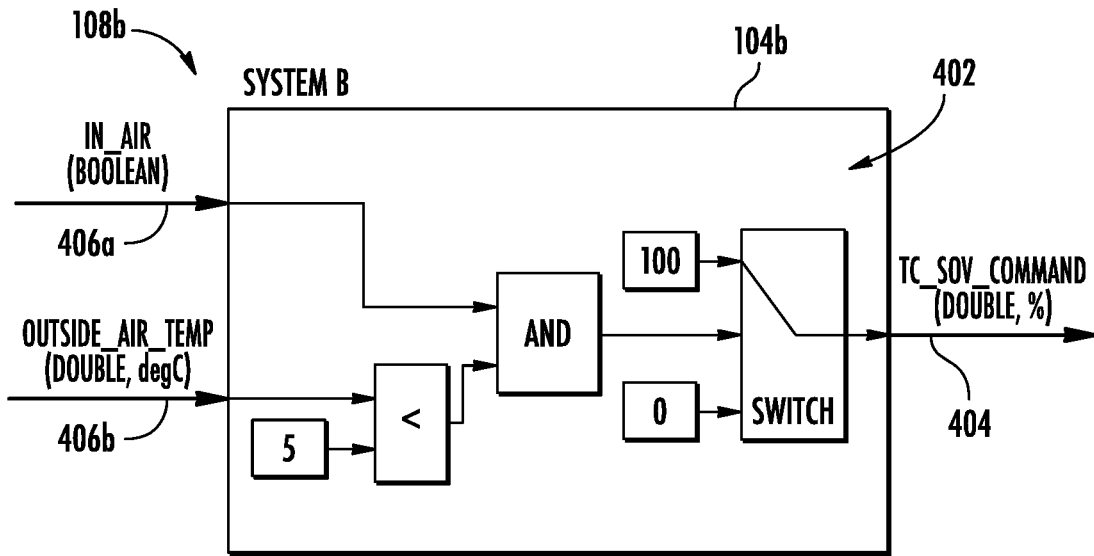 108b
SYSTEM B
104b
402
IN_AIR
(BOOLEAN)
406a
100
TC_SOV_COMMAND
(DOUBLE, %)
OUTSIDE_AIR_TEMP
(DOUBLE, degC)
AND
406b
<
5
0
SWITCH
404